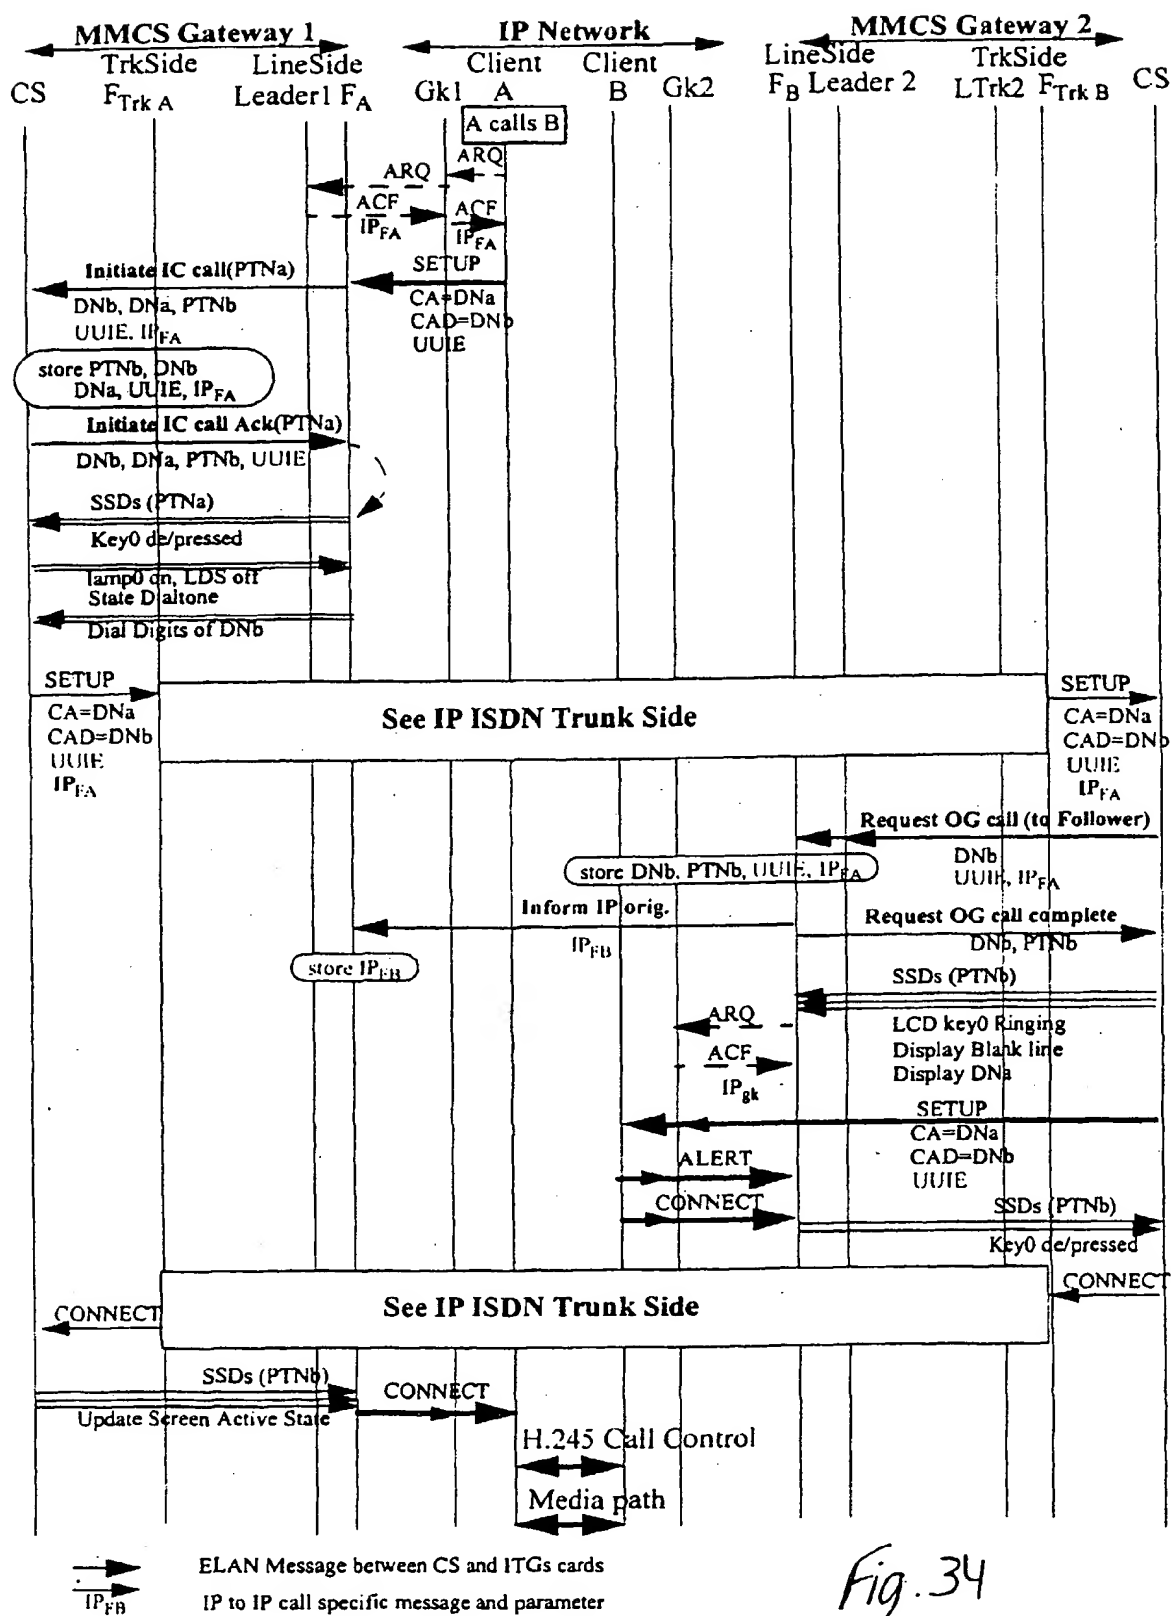 MMCS Gateway 1 IP Network MMCS Gateway 2
TrkSide LineSide Client Client LineSide TrkSide
CS FTrk A Leader1 FA Gk1 A B Gk2 FB Leader 2 LTrk2 FTrk B CS
A calls B
ARQ
ARQ
ACF ACF
IPFA IPFA
SETUP
Initiate IC call(PTNa)
CA=DNa
DNb, DNa, PTNb
CAD=DNb
UUIE, IPFA
UUIE
store PTNb, DNb
DNa, UUIE, IPFA
Initiate IC call Ack(PTNa)
DNb, DNa, PTNb, UUIE
SSDs (PTNa)
Key0 de/pressed
lamp0 on, LDS off
State Dialtone
Dial Digits of DNb
SETUP SETUP
See IP ISDN Trunk Side
CA=DNa CA=DNa
CAD=DNb CAD=DNb
UUIE UUIE
IPFA IPFA
Request OG call (to Follower)
DNb
store DNb, PTNb, UUIE, IPFA
UUIE, IPFA
Inform IP orig.
Request OG call complete
IPFB DNb, PTNb
store IPFB
SSDs (PTNb)
ARQ
LCD key0 Ringing
ACF Display Blank line
IPgk Display DNa
SETUP
CA=DNa
ALERT CAD=DNb
UUIE
CONNECT SSDs (PTNb)
Key0 de/pressed
CONNECT
CONNECT See IP ISDN Trunk Side
SSDs (PTNb)
CONNECT
Update Screen Active State
H.245 Call Control
Media path
ELAN Message between CS and ITGs cards
IPFB IP to IP call specific message and parameter
Fig. 34